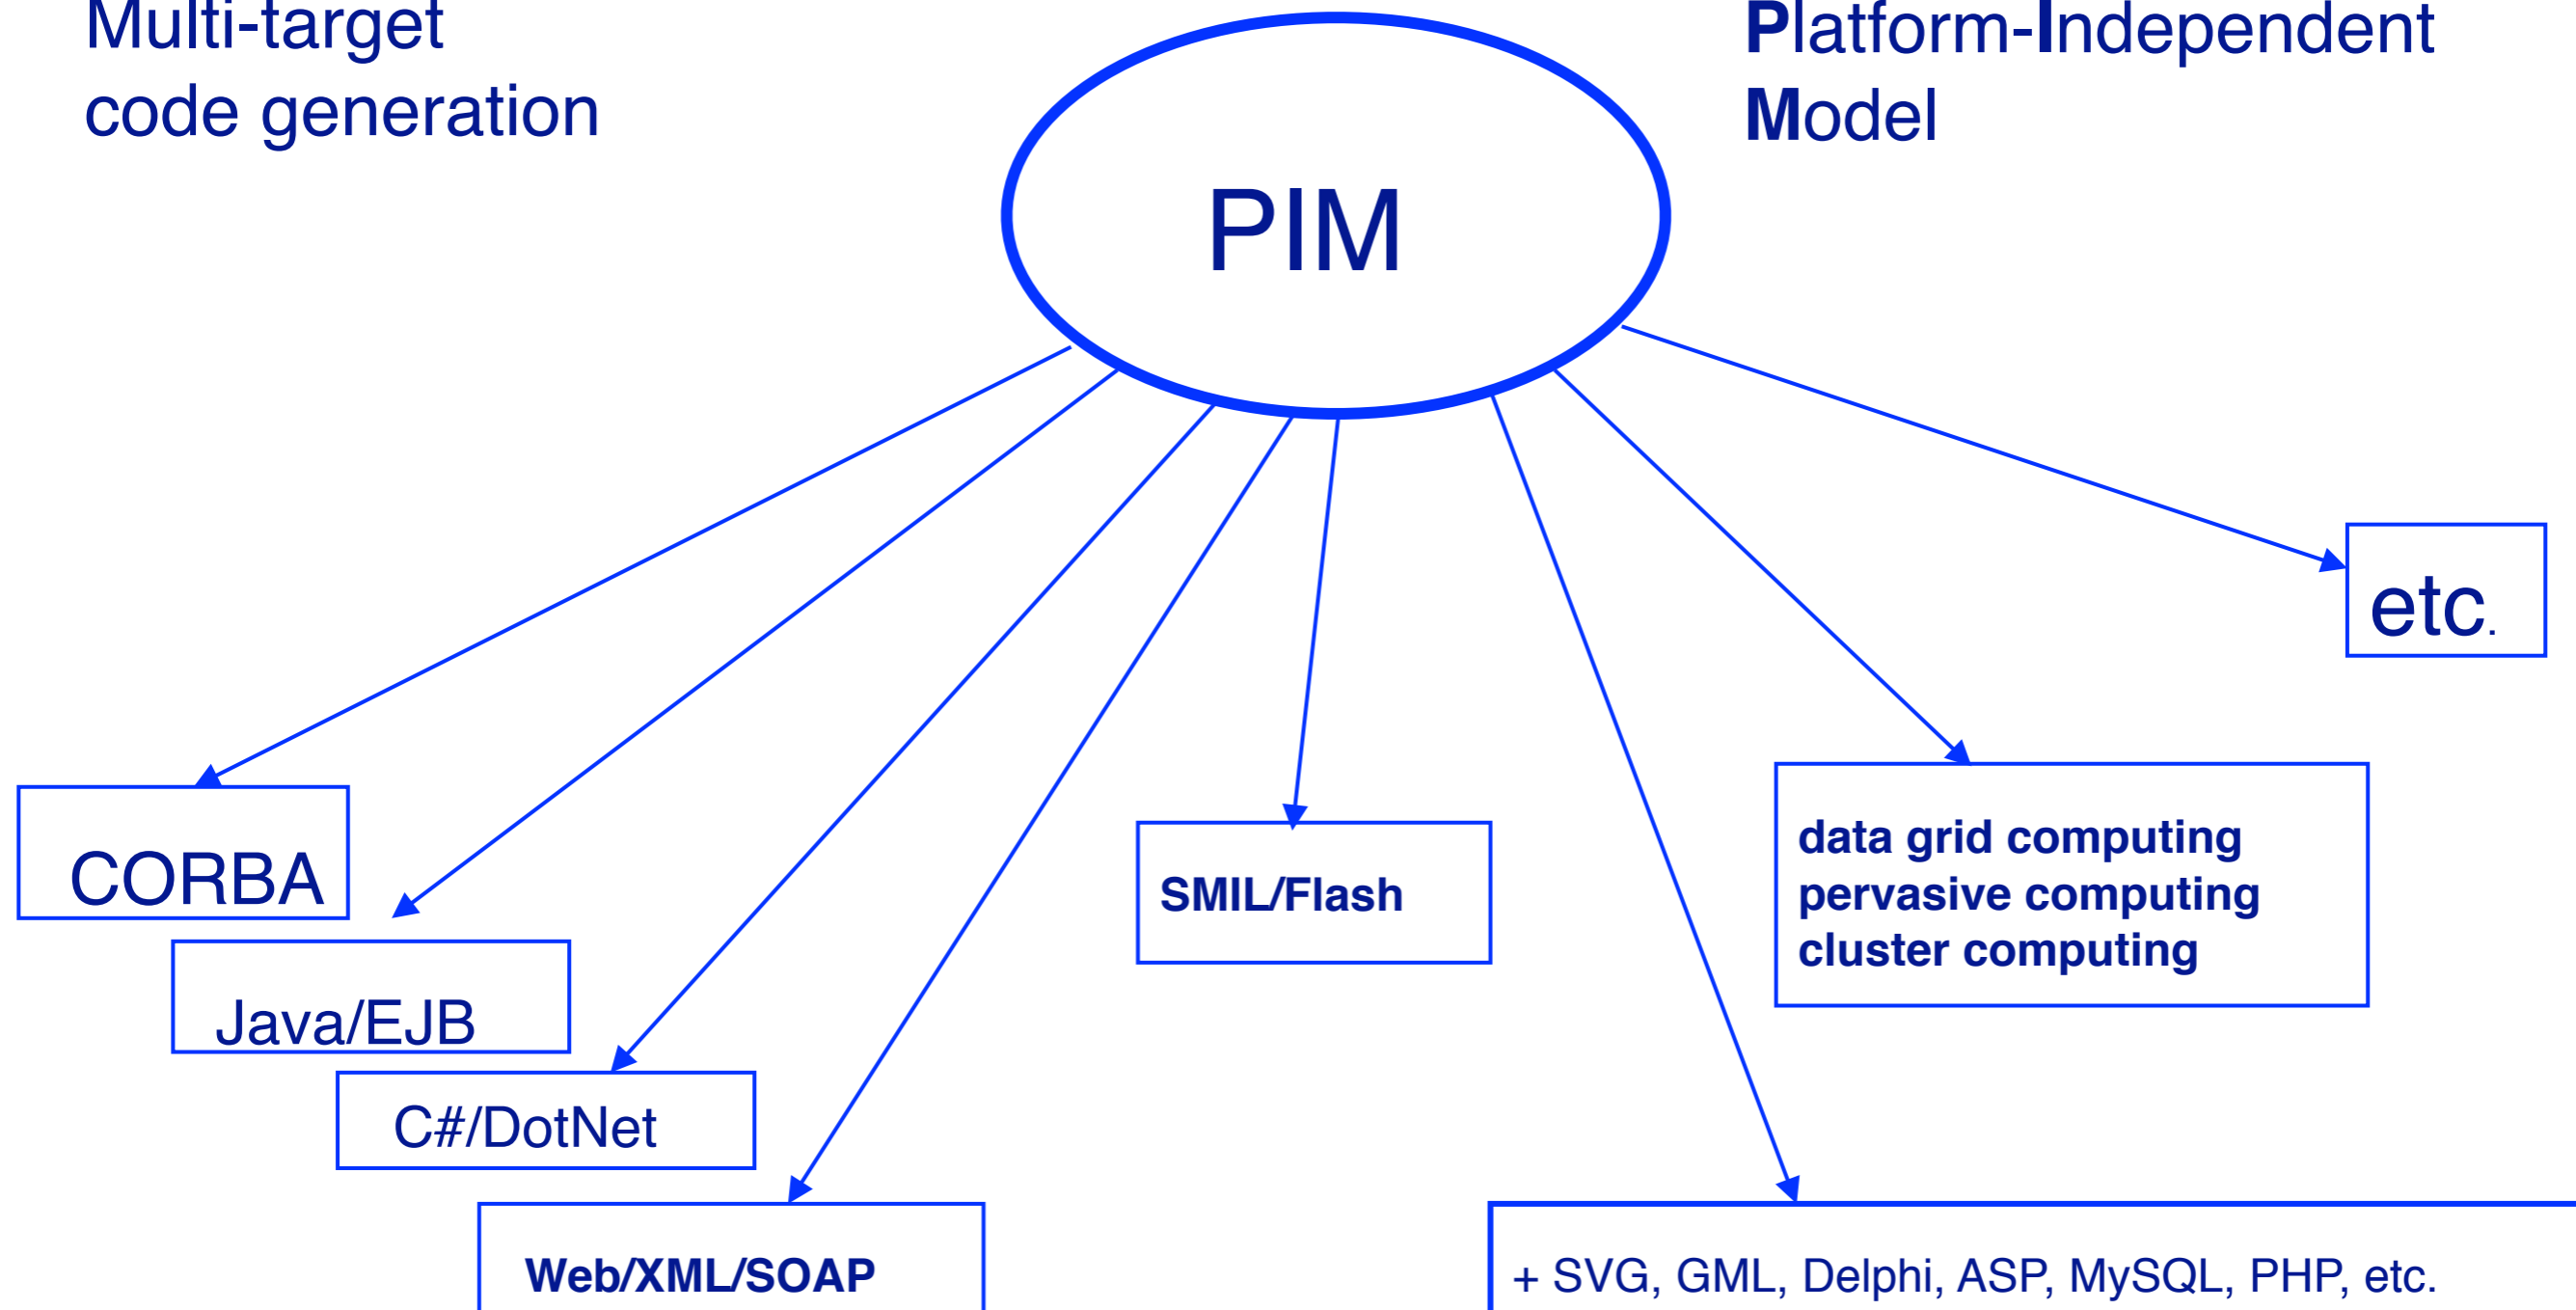 Multi-target
code generation
Platform-Independent
Model
PIM
etc.
CORBA
Java/EJB
C#/DotNet
Web/XML/SOAP
SMIL/Flash
data grid computing
pervasive computing
cluster computing
+ SVG, GML, Delphi, ASP, MySQL, PHP, etc.